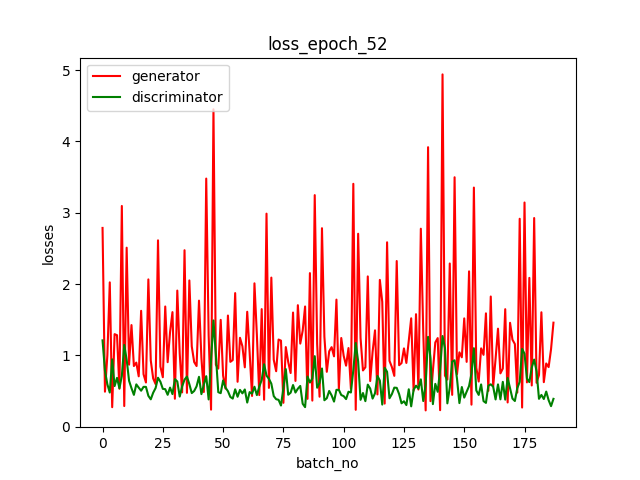 loss_epoch_52
generator
discriminator
losses
5
4
3
2
1
0
0
25
50
75
100
125
150
175
batch_no